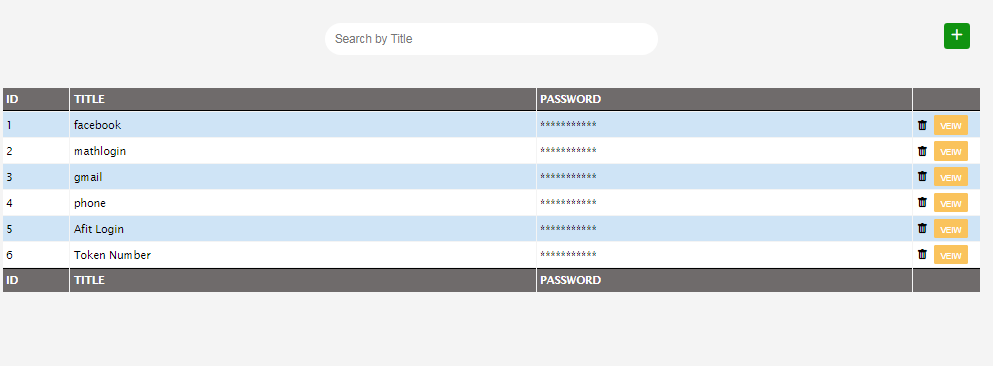 Search by Title
+
ID TITLE PASSWORD
1 facebook *********** VEIW
2 mathlogin *********** VEIW
3 gmail *********** VEIW
4 phone *********** VEIW
5 Afit Login *********** VEIW
6 Token Number *********** VEIW
ID TITLE PASSWORD